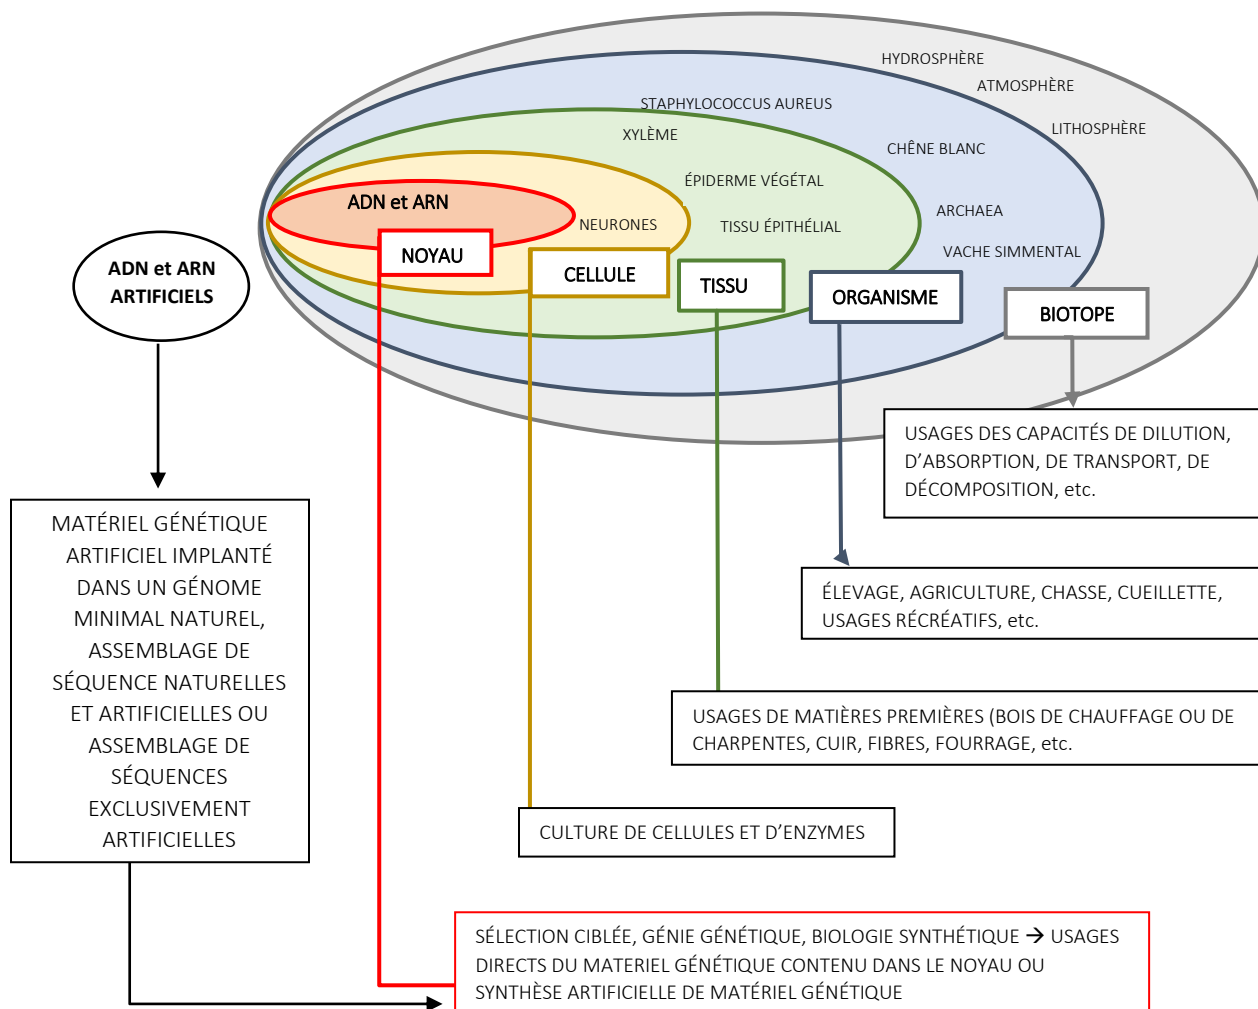 HYDROSPHÈRE
ATMOSPHÈRE
STAPHYLOCOCCUS AUREUS
LITHOSPHÈRE
XYLÈME
CHÊNE BLANC
ÉPIDERME VÉGÉTAL
ADN et ARN
ARCHAEA
NEURONES
TISSU ÉPITHÉLIAL
VACHE SIMMENTAL
NOYAU
CELLULE
TISSU
ORGANISME
BIOTOPE
ADN et ARN
ARTIFICIELS
USAGES DES CAPACITÉS DE DILUTION,
D’ABSORPTION, DE TRANSPORT, DE
DÉCOMPOSITION, etc.
MATÉRIEL GÉNÉTIQUE
ARTIFICIEL IMPLANTÉ
DANS UN GÉNOME
MINIMAL NATUREL,
ASSEMBLAGE DE
SÉQUENCE NATURELLES
ET ARTIFICIELLES OU
ASSEMBLAGE DE
SÉQUENCES
EXCLUSIVEMENT
ARTIFICIELLES
ÉLEVAGE, AGRICULTURE, CHASSE, CUEILLETTE,
USAGES RÉCRÉATIFS, etc.
USAGES DE MATIÈRES PREMIÈRES (BOIS DE CHAUFFAGE OU DE
CHARPENTES, CUIR, FIBRES, FOURRAGE, etc.
CULTURE DE CELLULES ET D’ENZYMES
SÉLECTION CIBLÉE, GÉNIE GÉNÉTIQUE, BIOLOGIE SYNTHÉTIQUE → USAGES
DIRECTS DU MATERIEL GÉNÉTIQUE CONTENU DANS LE NOYAU OU
SYNTHÈSE ARTIFICIELLE DE MATÉRIEL GÉNÉTIQUE